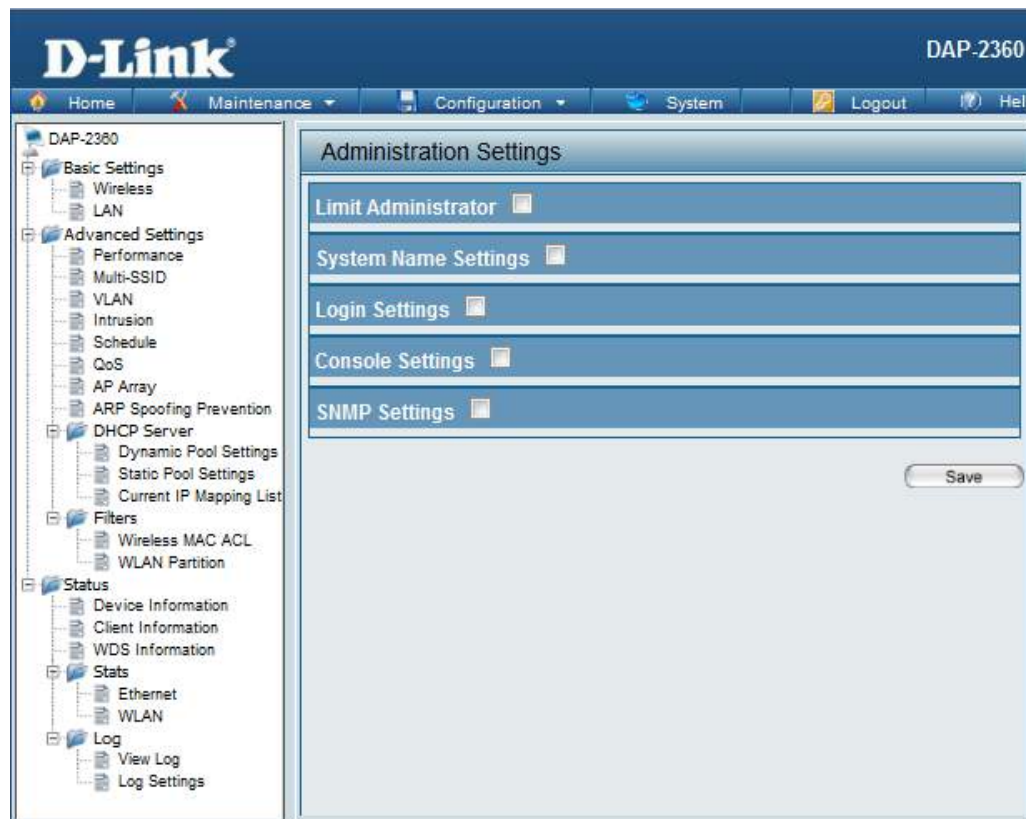 D-Link
DAP-2360
Home
Maintenance
Configuration
System
Logout
Hel
DAP-2360
Basic Settings
Wireless
LAN
Advanced Settings
Performance
Multi-SSID
VLAN
Intrusion
Schedule
QoS
AP Array
ARP Spoofing Prevention
DHCP Server
Dynamic Pool Settings
Static Pool Settings
Current IP Mapping List
Filters
Wireless MAC ACL
WLAN Partition
Status
Device Information
Client Information
WDS Information
Stats
Ethernet
WLAN
Log
View Log
Log Settings
Administration Settings
Limit Administrator
System Name Settings
Login Settings
Console Settings
SNMP Settings
Save